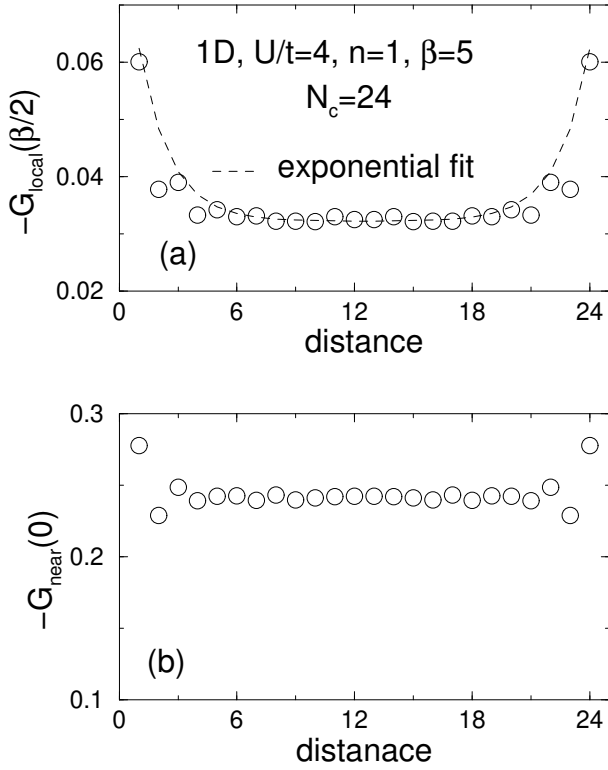 0.06
0.04
0.02
−G_local(β/2)
1D, U/t=4, n=1, β=5
N_c=24
exponential fit
(a)
0 6 12 18 24
distance
0.3
0.2
0.1
−G_near(0)
(b)
0 6 12 18 24
distanace